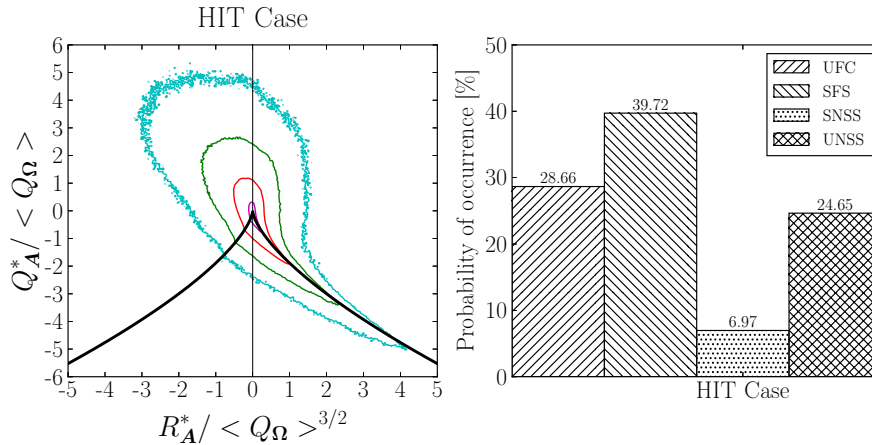 HIT Case
Q*_A / < Q_Ω >
6
5
4
3
2
1
0
-1
-2
-3
-4
-5
-6
-5 -4 -3 -2 -1 0 1 2 3 4 5
R*_A / < Q_Ω >^3/2
Probability of occurrence [%]
50
40
30
20
10
0
28.66
39.72
6.97
24.65
UFC
SFS
SNSS
UNSS
HIT Case